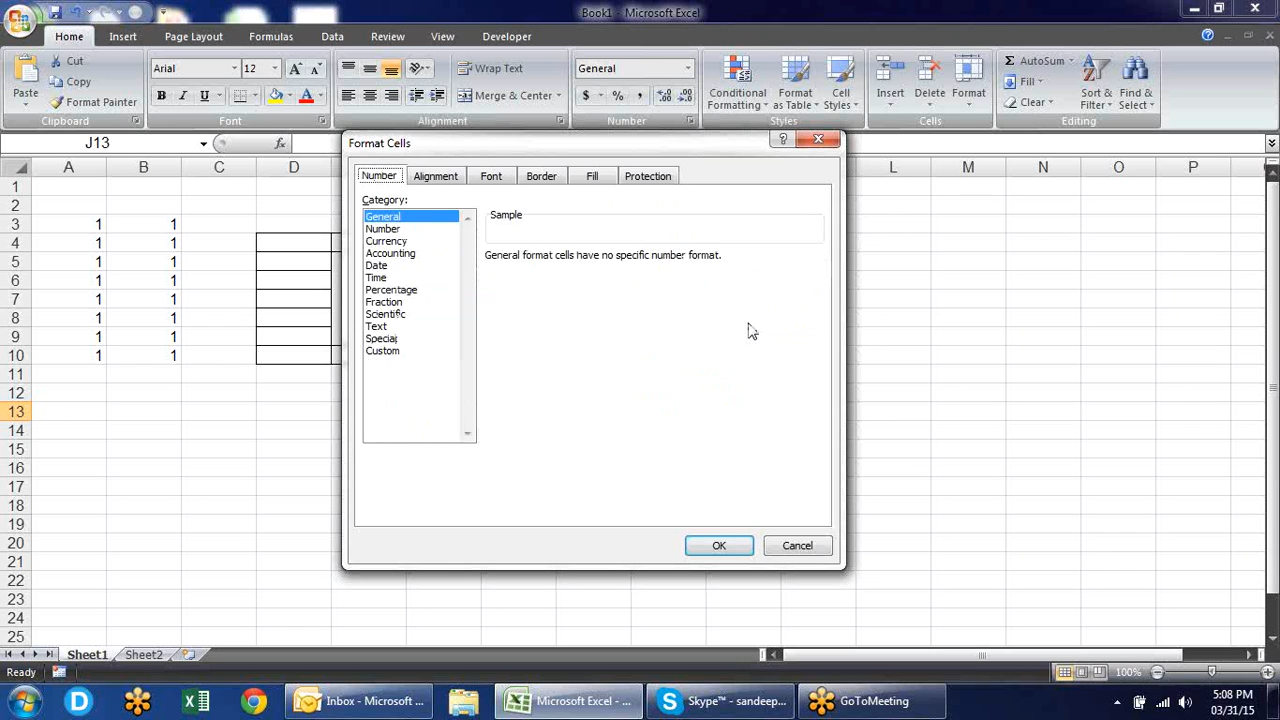 Book1 - Microsoft Excel
Home Insert Page Layout Formulas Data Review View Developer
Paste Cut Copy Format Painter Clipboard
Arial 12 B I U A A A Font
Wrap Text Merge & Center Alignment
General $ % , .0 .00 .00 .0 Number
Conditional Formatting Format as Table Cell Styles Styles
Insert Delete Format Cells
Σ AutoSum Fill Clear Sort & Filter Find & Select Editing
J13 fx
A B C D L M N O P
1
2
3 1 1
4 1 1
5 1 1
6 1 1
7 1 1
8 1 1
9 1 1
10 1 1
11
12
13
14
15
16
17
18
19
20
21
22
23
24
25
Format Cells ?
Number Alignment Font Border Fill Protection
Category:
General
Number
Currency
Accounting
Date
Time
Percentage
Fraction
Scientific
Text
Special
Custom
Sample
General format cells have no specific number format.
OK Cancel
Sheet1 Sheet2
Ready 100%
D Inbox - Microsoft ... Microsoft Excel - ... S Skype™ - sandeep... GoToMeeting
5:08 PM
03/31/15